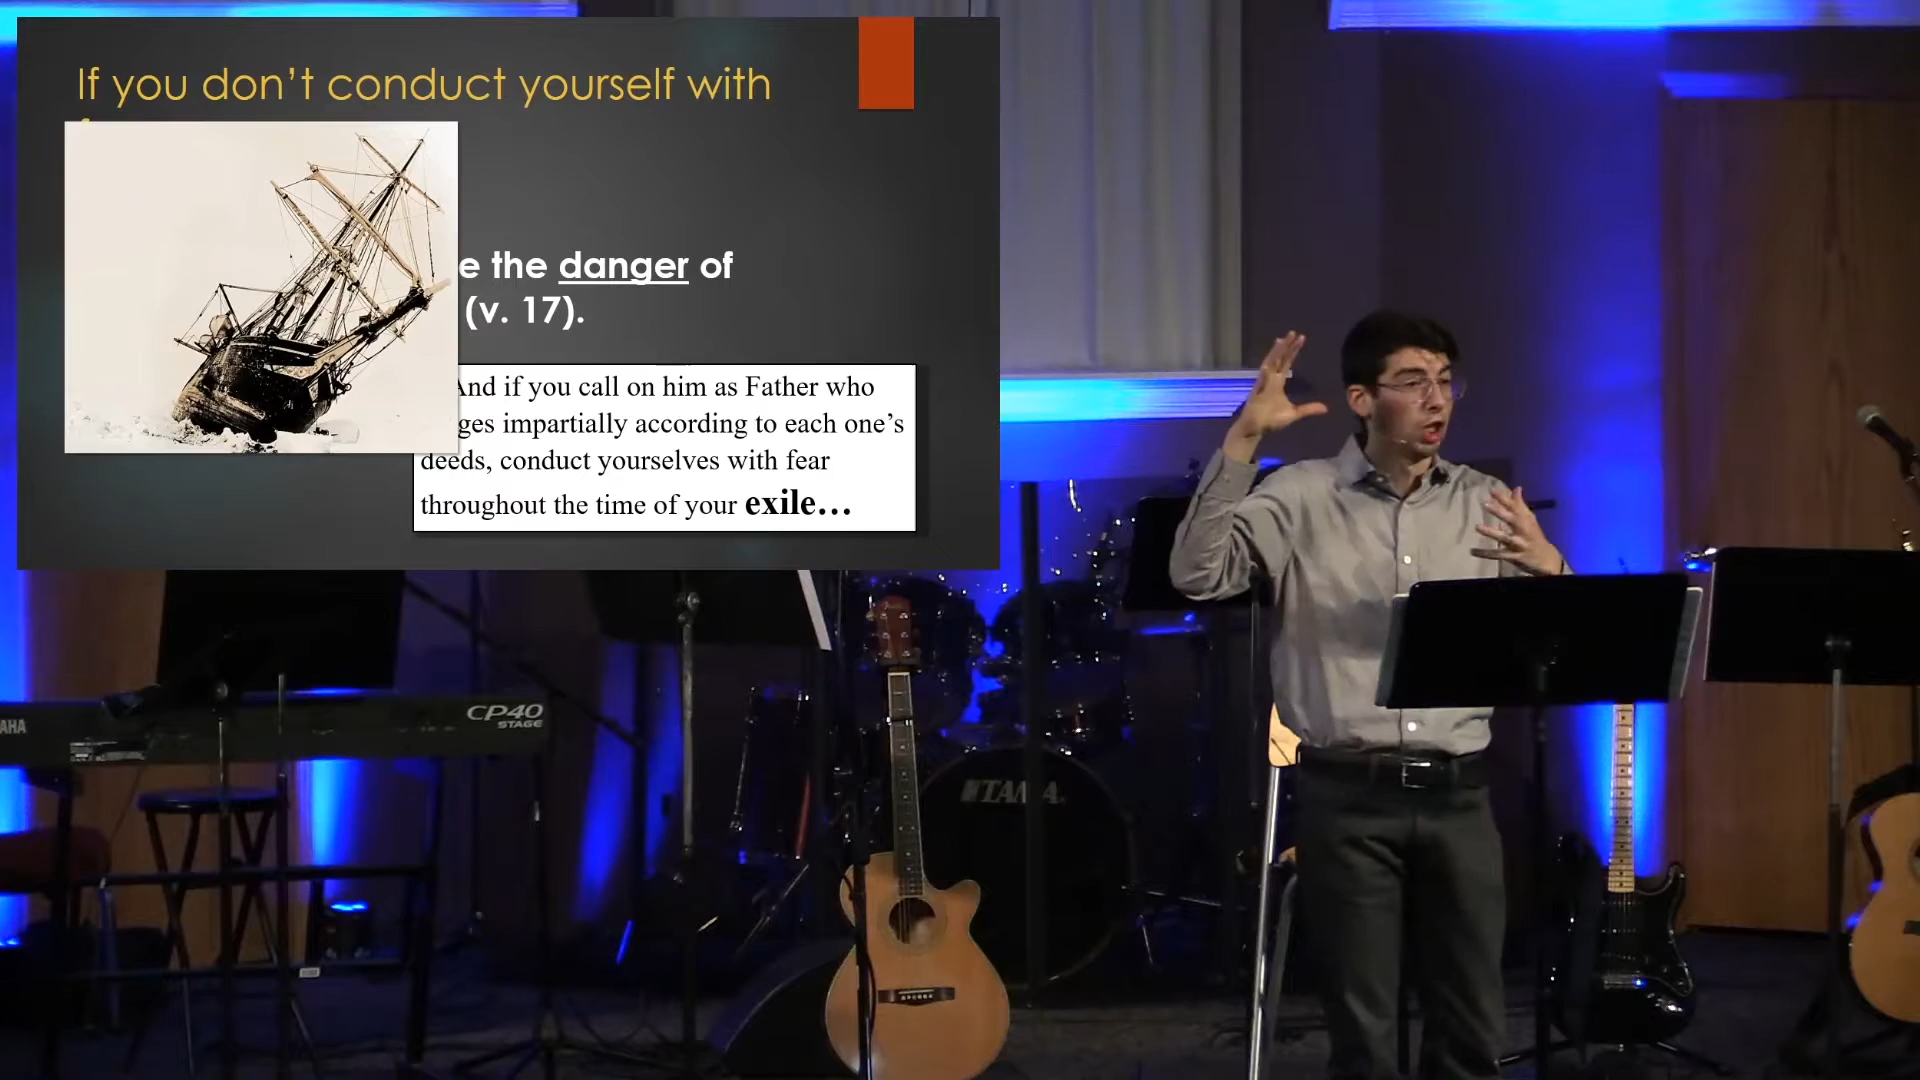 If you don’t conduct yourself with
e the danger of
(v. 17).
And if you call on him as Father who
ges impartially according to each one’s
deeds, conduct yourselves with fear
throughout the time of your exile…
AHA
CP40
STAGE
TAMA